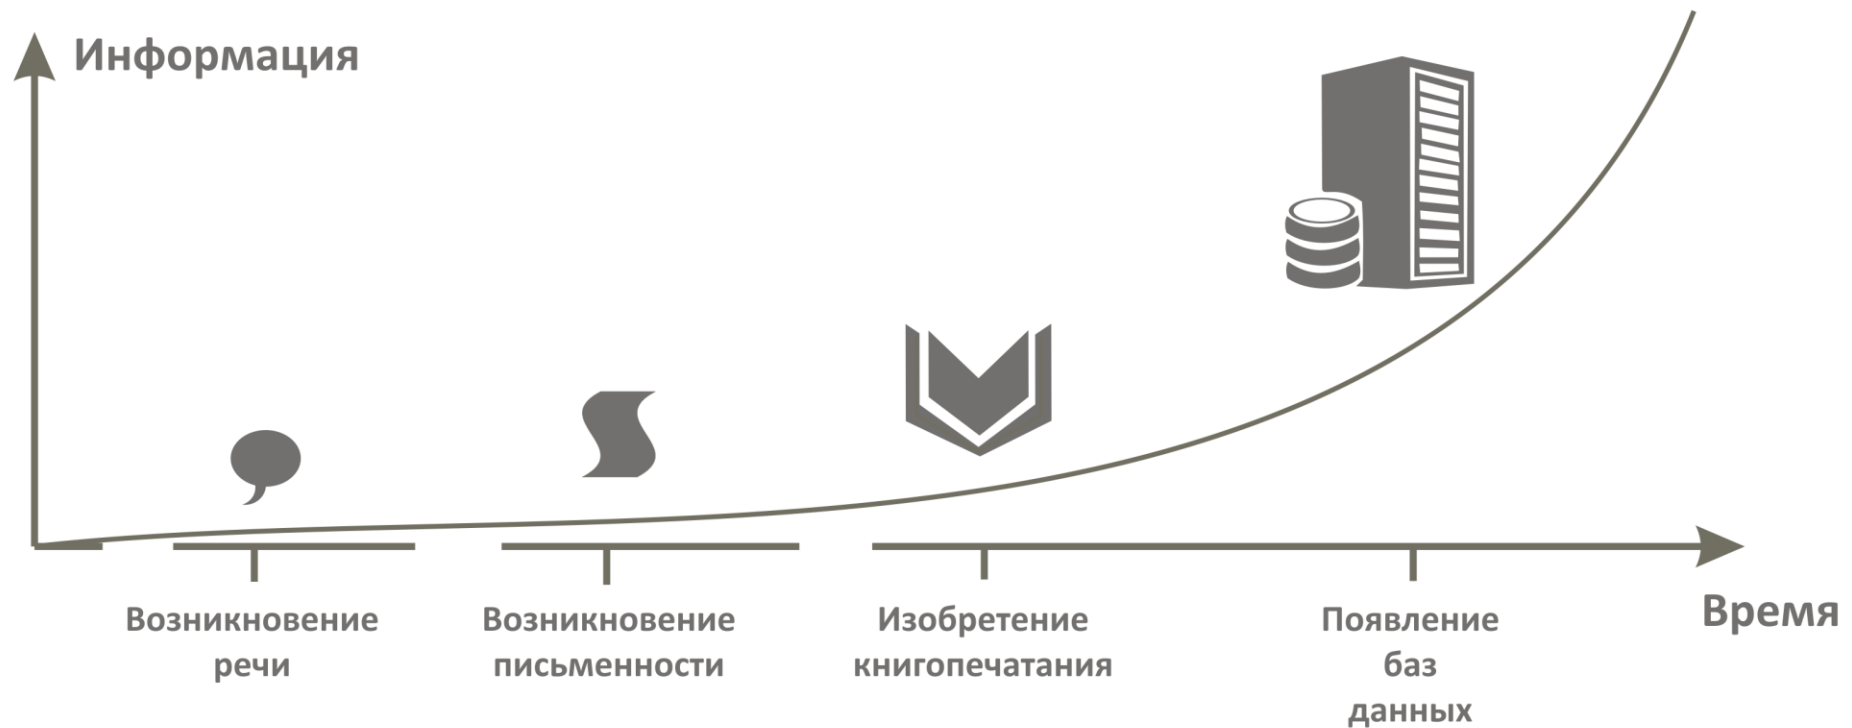 Информация
Возникновение
речи
Возникновение
письменности
Изобретение
книгопечатания
Появление
баз
данных
Время